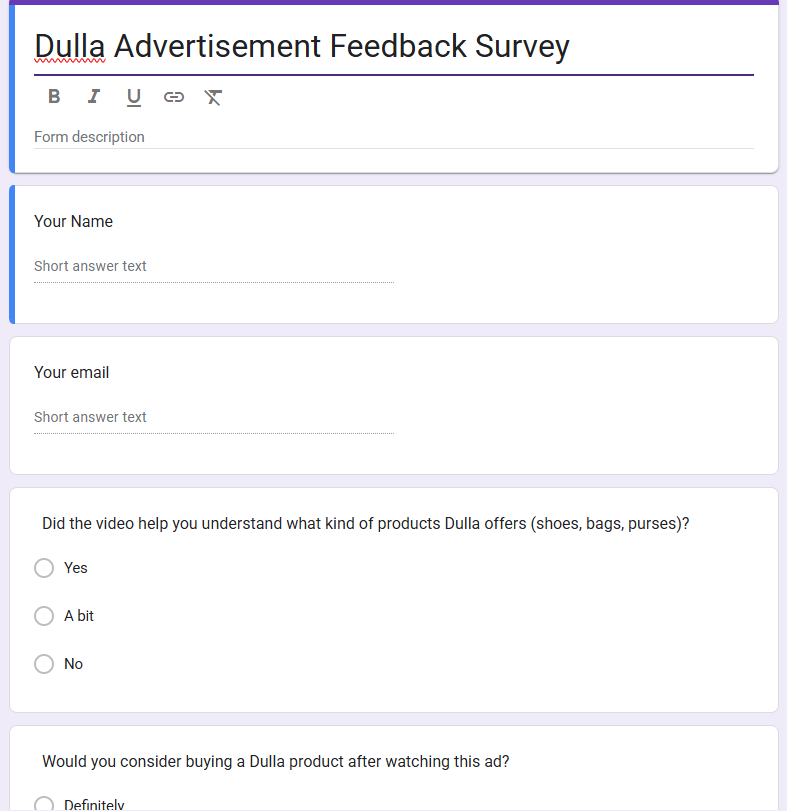 Dulla Advertisement Feedback Survey
B I U
Form description
Your Name
Short answer text
Your email
Short answer text
Did the video help you understand what kind of products Dulla offers (shoes, bags, purses)?
Yes
A bit
No
Would you consider buying a Dulla product after watching this ad?
Definitely